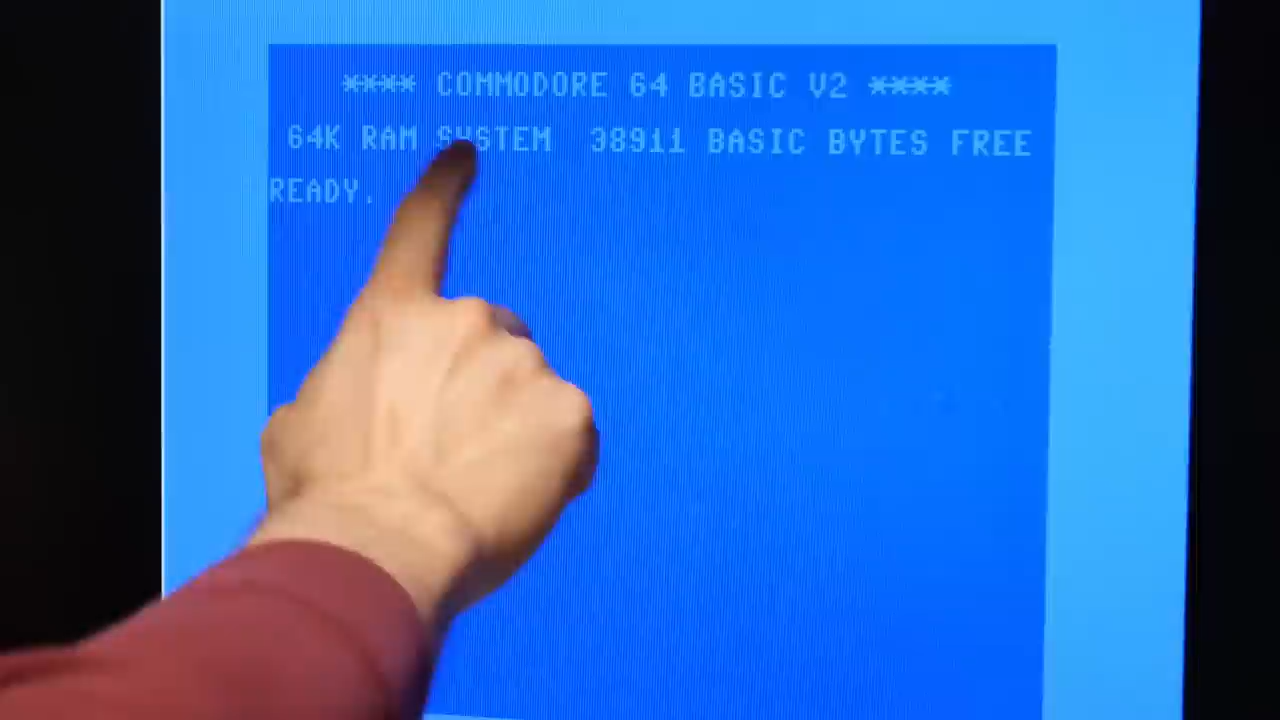 **** COMMODORE 64 BASIC V2 ****
64K RAM SYSTEM 38911 BASIC BYTES FREE
READY.